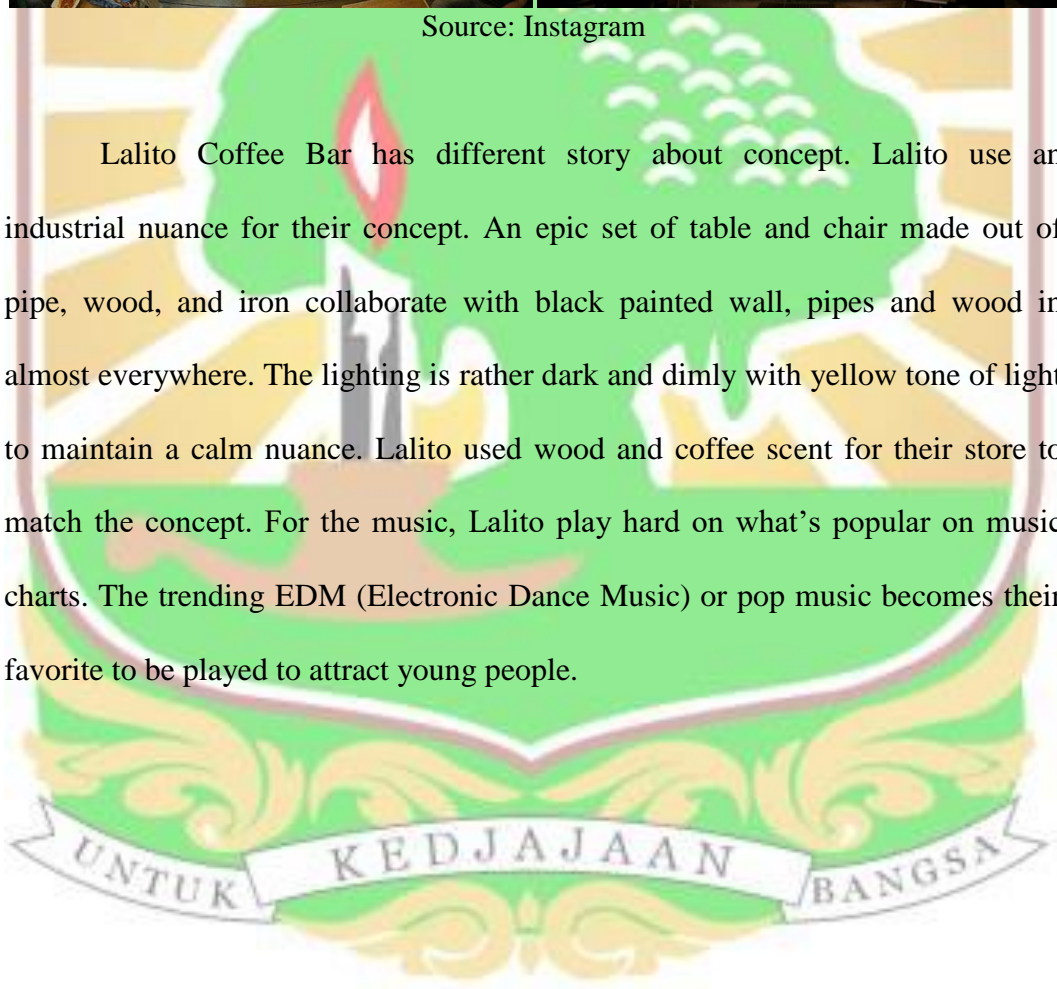 Source: Instagram
Lalito Coffee Bar has different story about concept. Lalito use an
industrial nuance for their concept. An epic set of table and chair made out of
pipe, wood, and iron collaborate with black painted wall, pipes and wood in
almost everywhere. The lighting is rather dark and dimly with yellow tone of light
to maintain a calm nuance. Lalito used wood and coffee scent for their store to
match the concept. For the music, Lalito play hard on what's popular on music
charts. The trending EDM (Electronic Dance Music) or pop music becomes their
favorite to be played to attract young people.
UNTUK KEDJAJAAN BANGSA